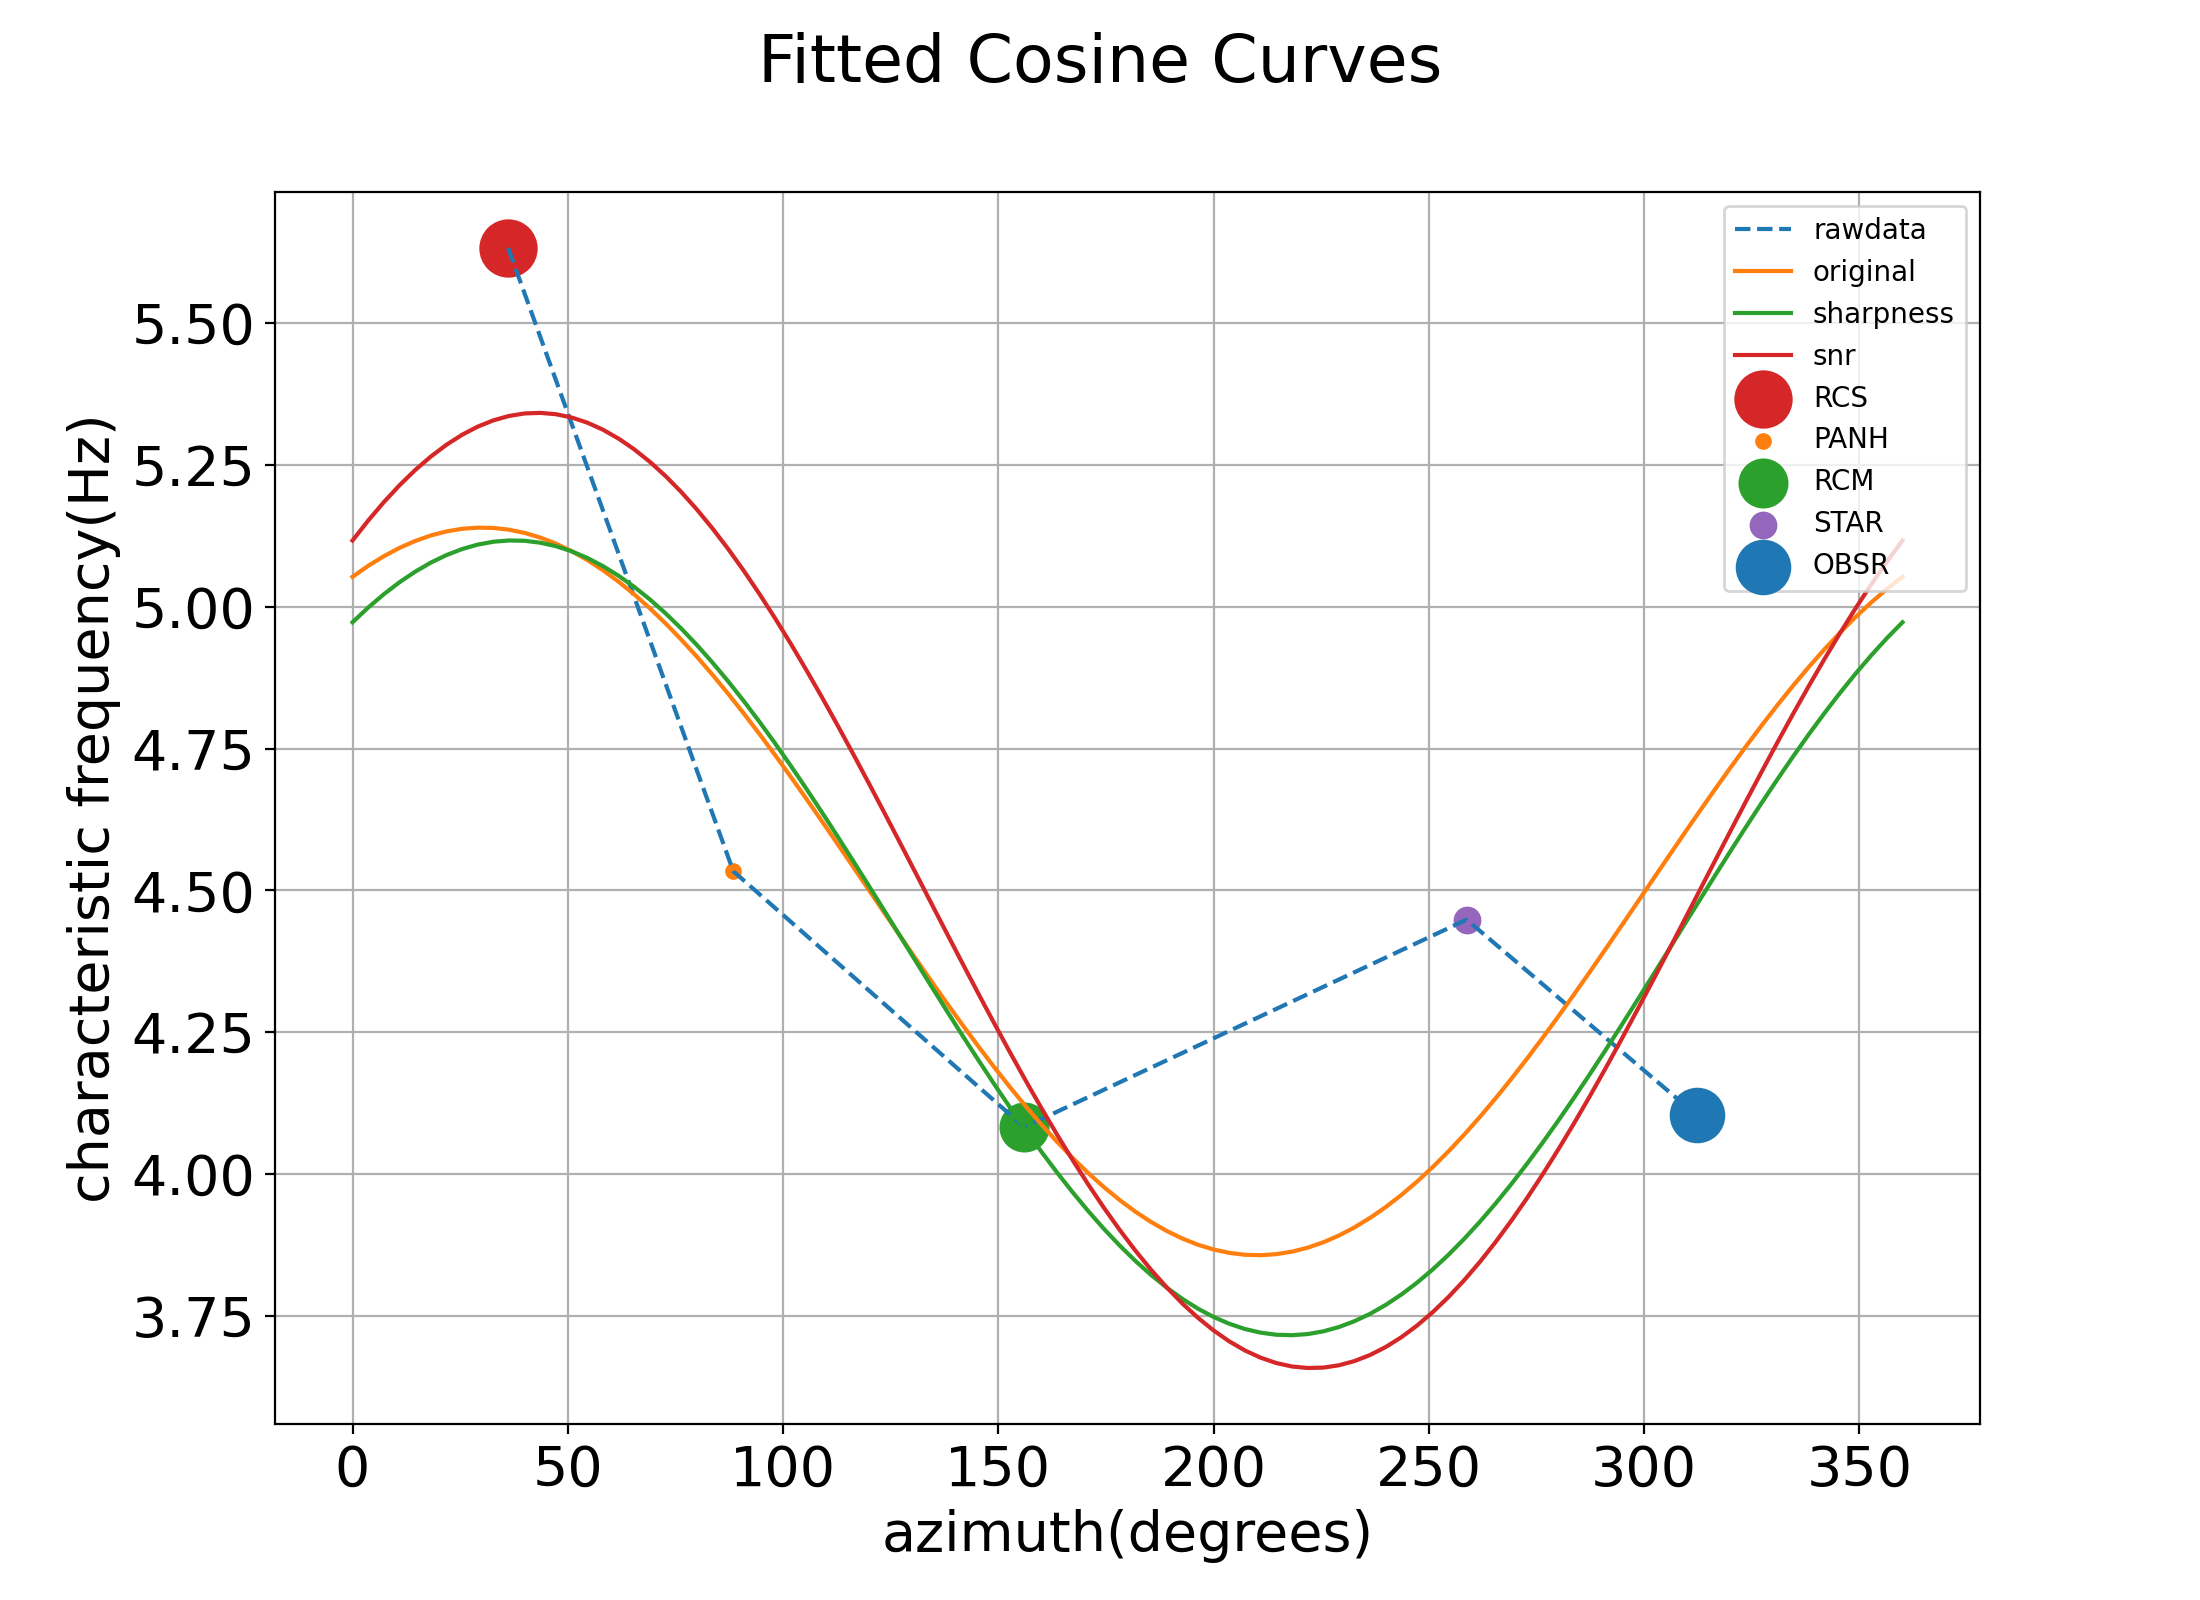 Fitted Cosine Curves
characteristic frequency(Hz)
5.50
5.25
5.00
4.75
4.50
4.25
4.00
3.75
rawdata
original
sharpness
snr
RCS
PANH
RCM
STAR
OBSR
0 50 100 150 200 250 300 350
azimuth(degrees)